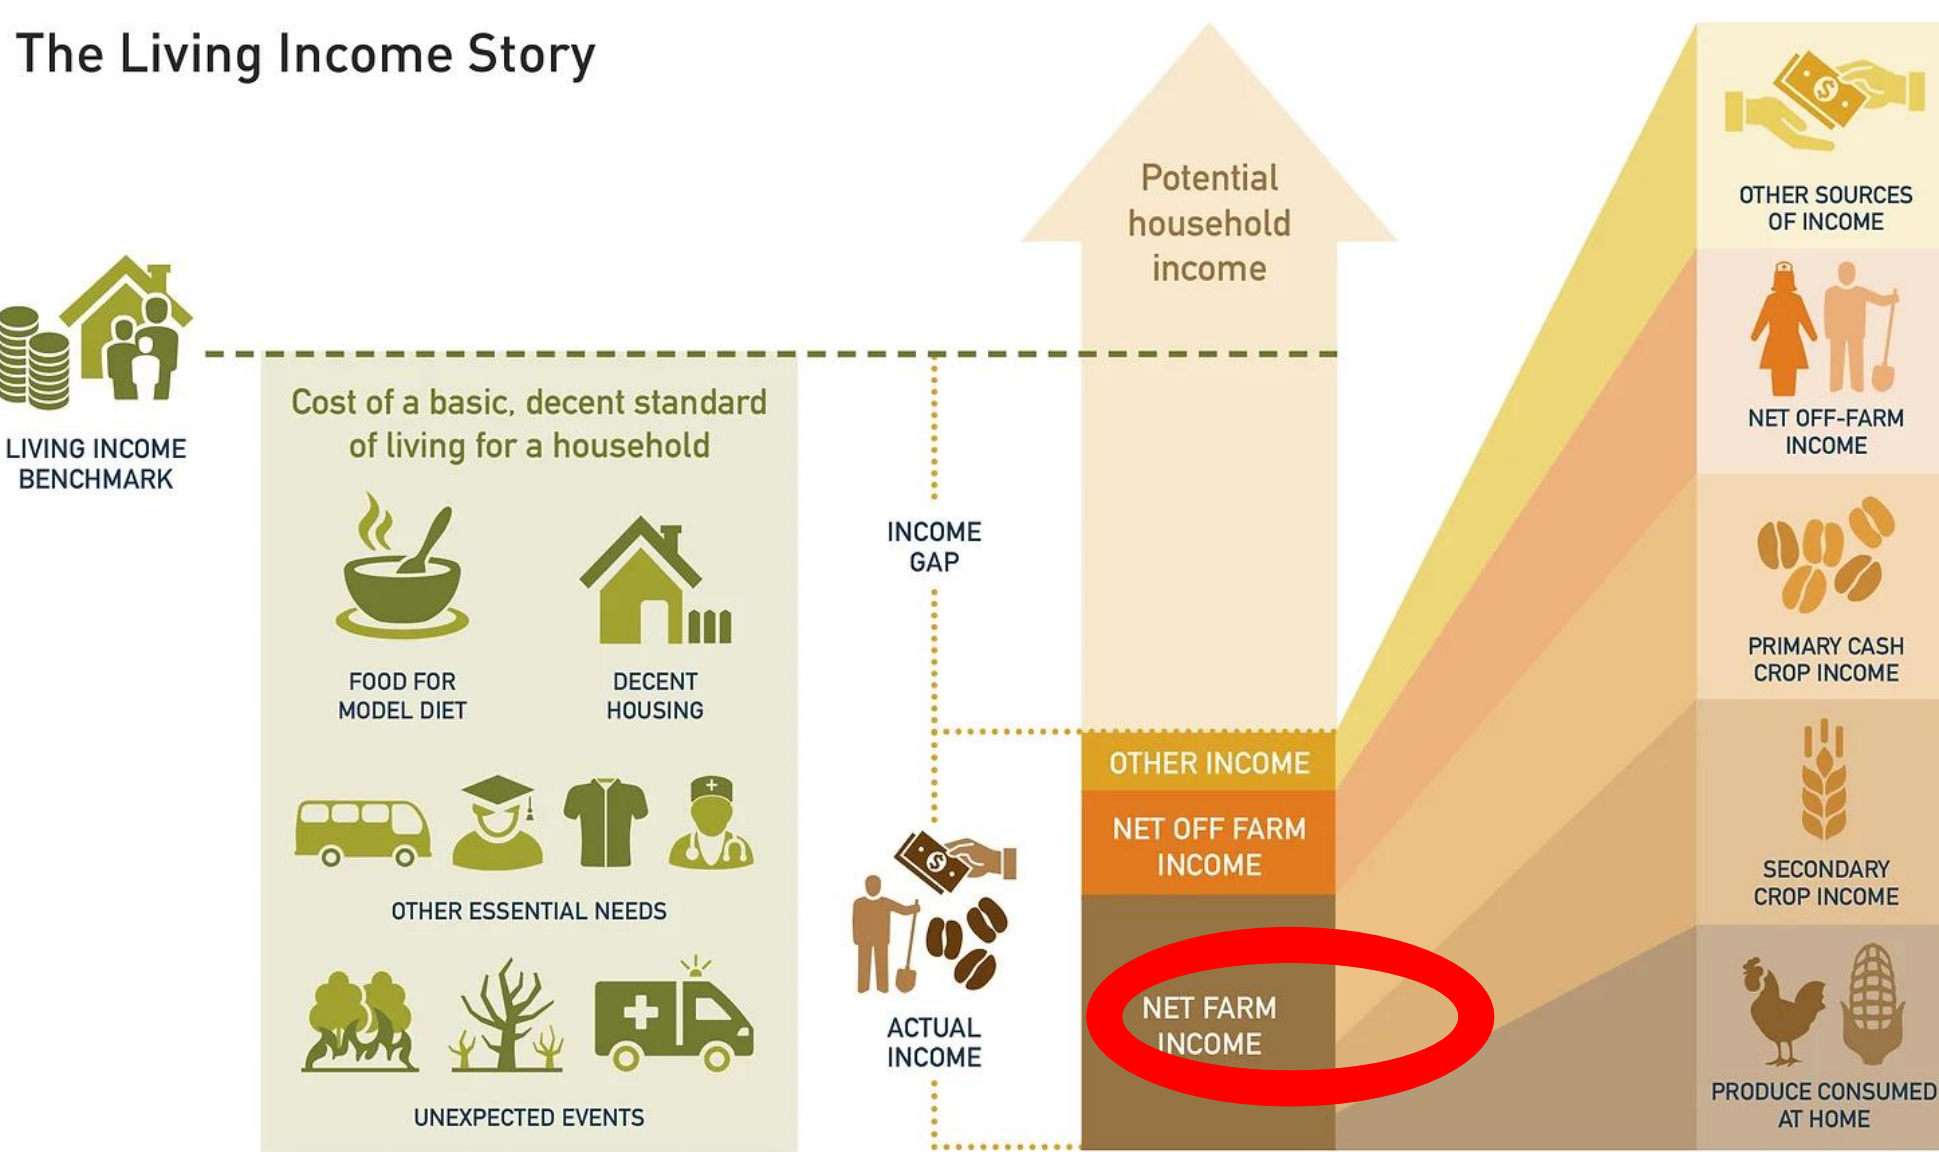 The Living Income Story
LIVING INCOME
BENCHMARK
Cost of a basic, decent standard
of living for a household
FOOD FOR
MODEL DIET
DECENT
HOUSING
OTHER ESSENTIAL NEEDS
UNEXPECTED EVENTS
INCOME
GAP
ACTUAL
INCOME
Potential
household
income
OTHER INCOME
NET OFF FARM
INCOME
NET FARM
INCOME
OTHER SOURCES
OF INCOME
NET OFF-FARM
INCOME
PRIMARY CASH
CROP INCOME
SECONDARY
CROP INCOME
PRODUCE CONSUMED
AT HOME